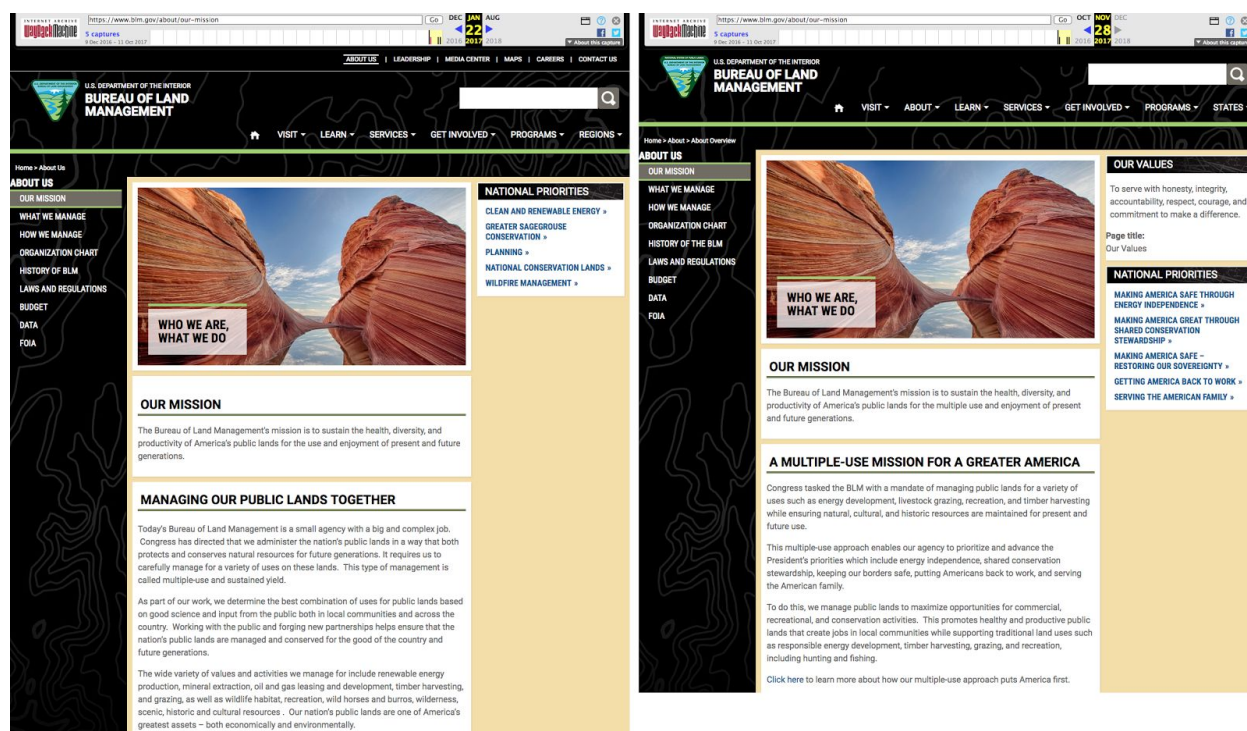 INTERNET ARCHIVE
WayBackMachine
https://www.blm.gov/about/our-mission
Go
DEC JAN AUG
5 captures
22
9 Dec 2016 - 11 Oct 2017
2016 2017 2018
About this capture
ABOUT US | LEADERSHIP | MEDIA CENTER | MAPS | CAREERS | CONTACT US
U.S. DEPARTMENT OF THE INTERIOR
BUREAU OF LAND
MANAGEMENT
VISIT LEARN SERVICES GET INVOLVED PROGRAMS REGIONS
Home > About Us
ABOUT US
OUR MISSION
WHAT WE MANAGE
HOW WE MANAGE
ORGANIZATION CHART
HISTORY OF BLM
LAWS AND REGULATIONS
BUDGET
DATA
FOIA
WHO WE ARE,
WHAT WE DO
NATIONAL PRIORITIES
CLEAN AND RENEWABLE ENERGY »
GREATER SAGEGROUSE
CONSERVATION »
PLANNING »
NATIONAL CONSERVATION LANDS »
WILDFIRE MANAGEMENT »
OUR MISSION
The Bureau of Land Management's mission is to sustain the health, diversity, and
productivity of America's public lands for the use and enjoyment of present and future
generations.
MANAGING OUR PUBLIC LANDS TOGETHER
Today's Bureau of Land Management is a small agency with a big and complex job.
Congress has directed that we administer the nation's public lands in a way that both
protects and conserves natural resources for future generations. It requires us to
carefully manage for a variety of uses on these lands. This type of management is
called multiple-use and sustained yield.
As part of our work, we determine the best combination of uses for public lands based
on good science and input from the public both in local communities and across the
country. Working with the public and forging new partnerships helps ensure that the
nation's public lands are managed and conserved for the good of the country and
future generations.
The wide variety of values and activities we manage for include renewable energy
production, mineral extraction, oil and gas leasing and development, timber harvesting,
and grazing, as well as wildlife habitat, recreation, wild horses and burros, wilderness,
scenic, historic and cultural resources . Our nation's public lands are one of America's
greatest assets – both economically and environmentally.
INTERNET ARCHIVE
WayBackMachine
https://www.blm.gov/about/our-mission
Go
OCT NOV DEC
5 captures
28
9 Dec 2016 - 11 Oct 2017
2016 2017 2018
About this capture
U.S. DEPARTMENT OF THE INTERIOR
BUREAU OF LAND
MANAGEMENT
VISIT ABOUT LEARN SERVICES GET INVOLVED PROGRAMS STATES
Home > About > About Overview
ABOUT US
OUR MISSION
WHAT WE MANAGE
HOW WE MANAGE
ORGANIZATION CHART
HISTORY OF THE BLM
LAWS AND REGULATIONS
BUDGET
DATA
FOIA
WHO WE ARE,
WHAT WE DO
OUR VALUES
To serve with honesty, integrity,
accountability, respect, courage, and
commitment to make a difference.
Page title:
Our Values
NATIONAL PRIORITIES
MAKING AMERICA SAFE THROUGH
ENERGY INDEPENDENCE »
MAKING AMERICA GREAT THROUGH
SHARED CONSERVATION
STEWARDSHIP »
MAKING AMERICA SAFE –
RESTORING OUR SOVEREIGNTY »
GETTING AMERICA BACK TO WORK »
SERVING THE AMERICAN FAMILY »
OUR MISSION
The Bureau of Land Management's mission is to sustain the health, diversity, and
productivity of America's public lands for the multiple use and enjoyment of present
and future generations.
A MULTIPLE-USE MISSION FOR A GREATER AMERICA
Congress tasked the BLM with a mandate of managing public lands for a variety of
uses such as energy development, livestock grazing, recreation, and timber harvesting
while ensuring natural, cultural, and historic resources are maintained for present and
future use.
This multiple-use approach enables our agency to prioritize and advance the
President's priorities which include energy independence, shared conservation
stewardship, keeping our borders safe, putting Americans back to work, and serving
the American family.
To do this, we manage public lands to maximize opportunities for commercial,
recreational, and conservation activities. This promotes healthy and productive public
lands that create jobs in local communities while supporting traditional land uses such
as responsible energy development, timber harvesting, grazing, and recreation,
including hunting and fishing.
Click here to learn more about how our multiple-use approach puts America first.